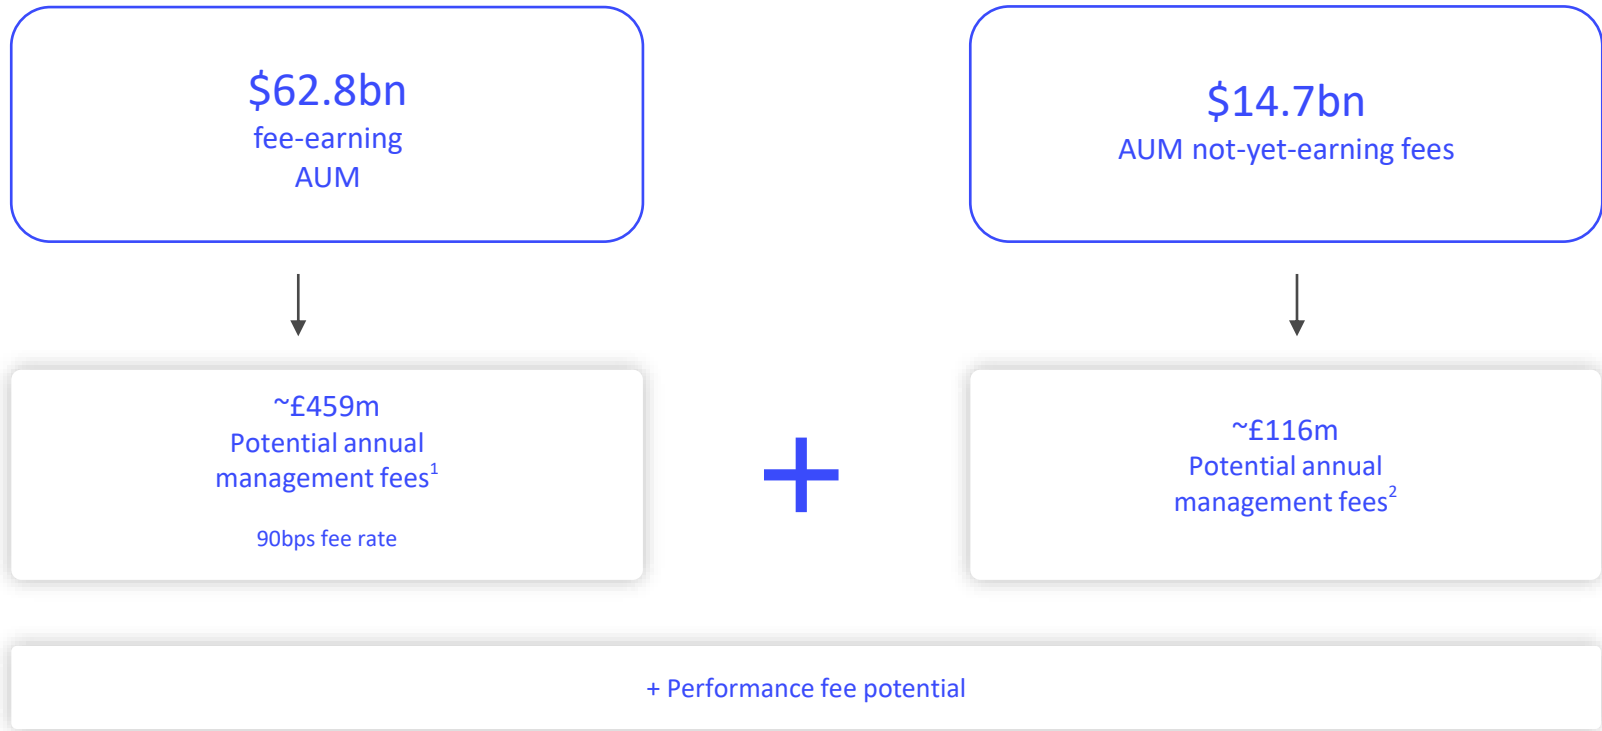 $62.8bn
fee-earning
AUM
$14.7bn
AUM not-yet-earning fees
~£459m
Potential annual
management fees1
90bps fee rate
+
~£116m
Potential annual
management fees2
+ Performance fee potential